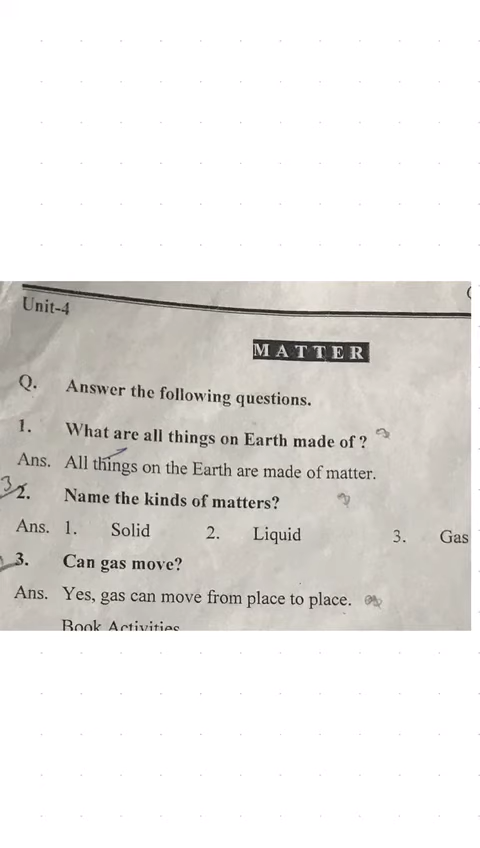 Unit-4
MATTER
Q. Answer the following questions.
1. What are all things on Earth made of ?
Ans. All things on the Earth are made of matter.
2. Name the kinds of matters?
Ans. 1. Solid 2. Liquid 3. Gas
3. Can gas move?
Ans. Yes, gas can move from place to place.
Book Activities